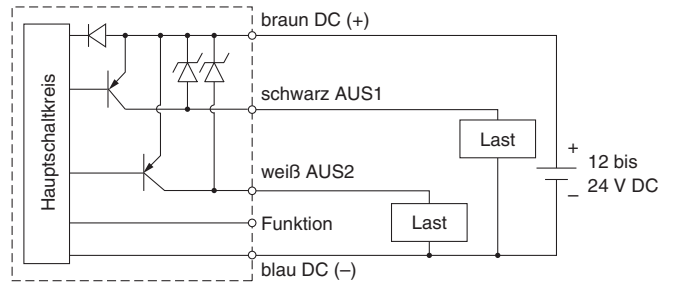 braun DC (+)
Hauptschaltkreis
schwarz AUS1
Last
+
12 bis
24 V DC
–
weiß AUS2
Last
Funktion
blau DC (–)